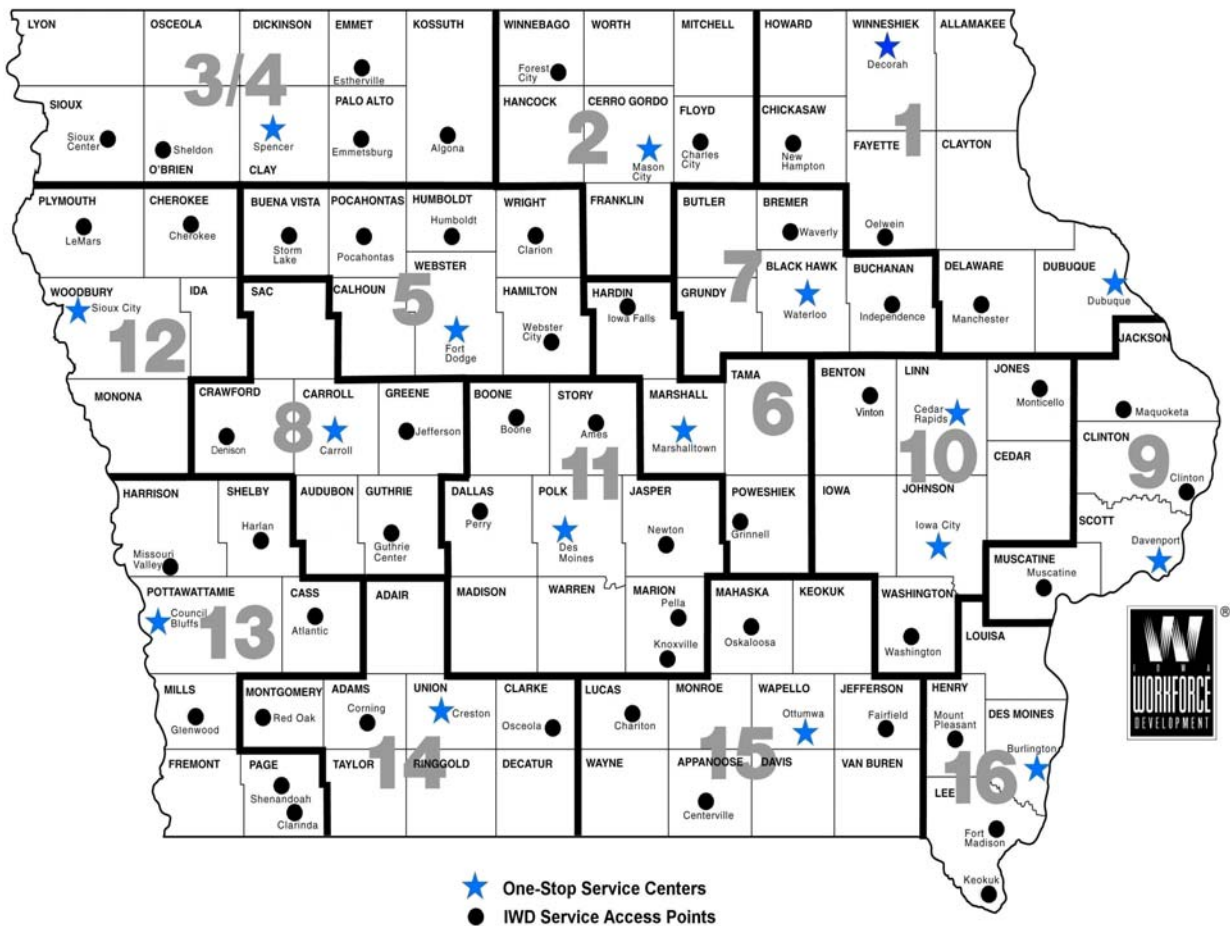 LYON
OSCEOLA
DICKINSON
EMMET
KOSSUTH
WINNEBAGO
WORTH
MITCHELL
HOWARD
WINNESHIEK
ALLAMAKEE
Decorah
Forest
City
Estherville
3/4
SIOUX
PALO ALTO
HANCOCK
CERRO GORDO
FLOYD
CHICKASAW
2
1
Sioux
Center
Sheldon
Spencer
Emmetsburg
Algona
Mason
City
Charles
City
New
Hampton
FAYETTE
CLAYTON
O'BRIEN
CLAY
PLYMOUTH
CHEROKEE
BUENA VISTA
POCAHONTAS
HUMBOLDT
WRIGHT
FRANKLIN
BUTLER
BREMER
Oelwein
LeMars
Cherokee
Storm
Lake
Pocahontas
Humboldt
Clarion
Waverly
WEBSTER
BLACK HAWK
BUCHANAN
DELAWARE
DUBUQUE
WOODBURY
IDA
SAC
CALHOUN
5
HAMILTON
HARDIN
GRUNDY
7
Sioux City
12
Fort
Dodge
Webster
City
Iowa Falls
Waterloo
Independence
Manchester
Dubuque
JACKSON
MONONA
CRAWFORD
CARROLL
GREENE
BOONE
STORY
MARSHALL
TAMA
BENTON
LINN
JONES
8
6
Denison
Carroll
Jefferson
Boone
Ames
Marshalltown
Vinton
Cedar
Rapids
Monticello
Maquoketa
11
10
CLINTON
9
CEDAR
HARRISON
SHELBY
AUDUBON
GUTHRIE
DALLAS
POLK
JASPER
POWESHIEK
IOWA
JOHNSON
Clinton
SCOTT
Harlan
Perry
Guthrie
Center
Des
Moines
Newton
Grinnell
Iowa City
Davenport
Missouri
Valley
MUSCATINE
Muscatine
POTTAWATTAMIE
CASS
ADAIR
MADISON
WARREN
MARION
MAHASKA
KEOKUK
WASHINGTON
Council
Bluffs
13
Atlantic
Pella
Knoxville
Oskaloosa
Washington
LOUISA
MILLS
MONTGOMERY
ADAMS
UNION
CLARKE
LUCAS
MONROE
WAPELLO
JEFFERSON
HENRY
Glenwood
Red Oak
Corning
Creston
Osceola
Chariton
Ottumwa
Fairfield
Mount
Pleasant
DES MOINES
FREMONT
PAGE
TAYLOR
14
RINGGOLD
DECATUR
WAYNE
APPANOOSE
15
DAVIS
VAN BUREN
Burlington
Shenandoah
Clarinda
Centerville
LEE
16
Fort
Madison
Keokuk
®
IOWA
WORKFORCE
DEVELOPMENT
One-Stop Service Centers
IWD Service Access Points